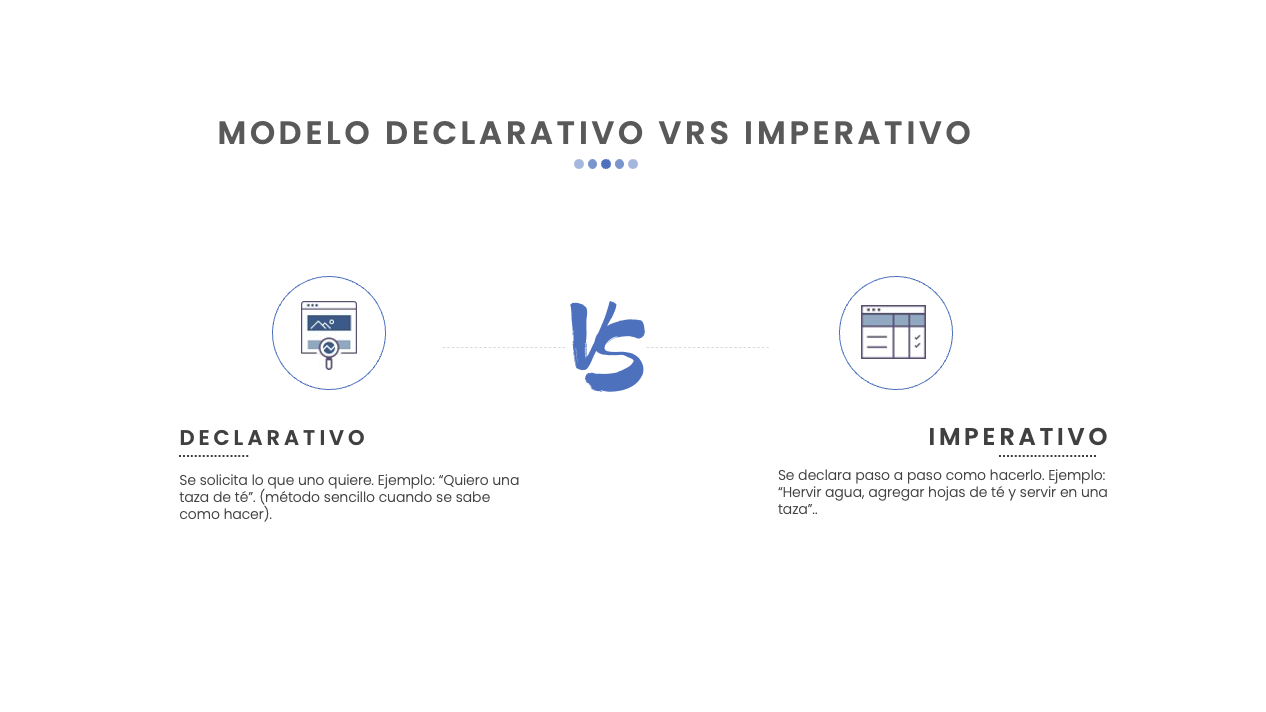 MODELO DECLARATIVO VRS IMPERATIVO
VS
DECLARATIVO
Se solicita lo que uno quiere. Ejemplo: “Quiero una
taza de té”. (método sencillo cuando se sabe
como hacer).
IMPERATIVO
Se declara paso a paso como hacerlo. Ejemplo:
“Hervir agua, agregar hojas de té y servir en una
taza”..